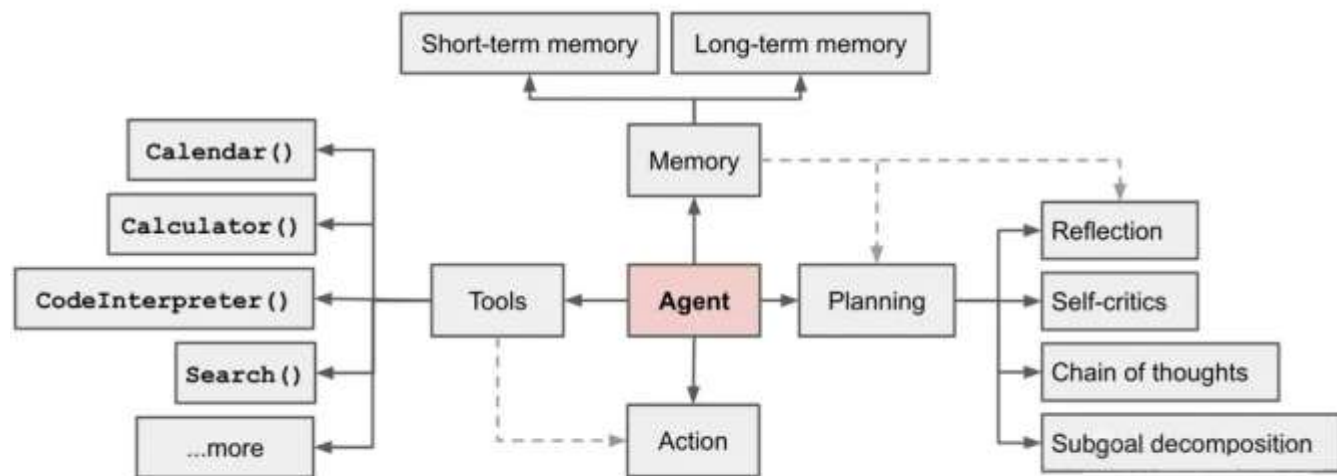 Short-term memory
Long-term memory
Calendar()
Memory
Calculator()
Reflection
CodeInterpreter()
Tools
Agent
Planning
Self-critics
Search()
Chain of thoughts
...more
Action
Subgoal decomposition